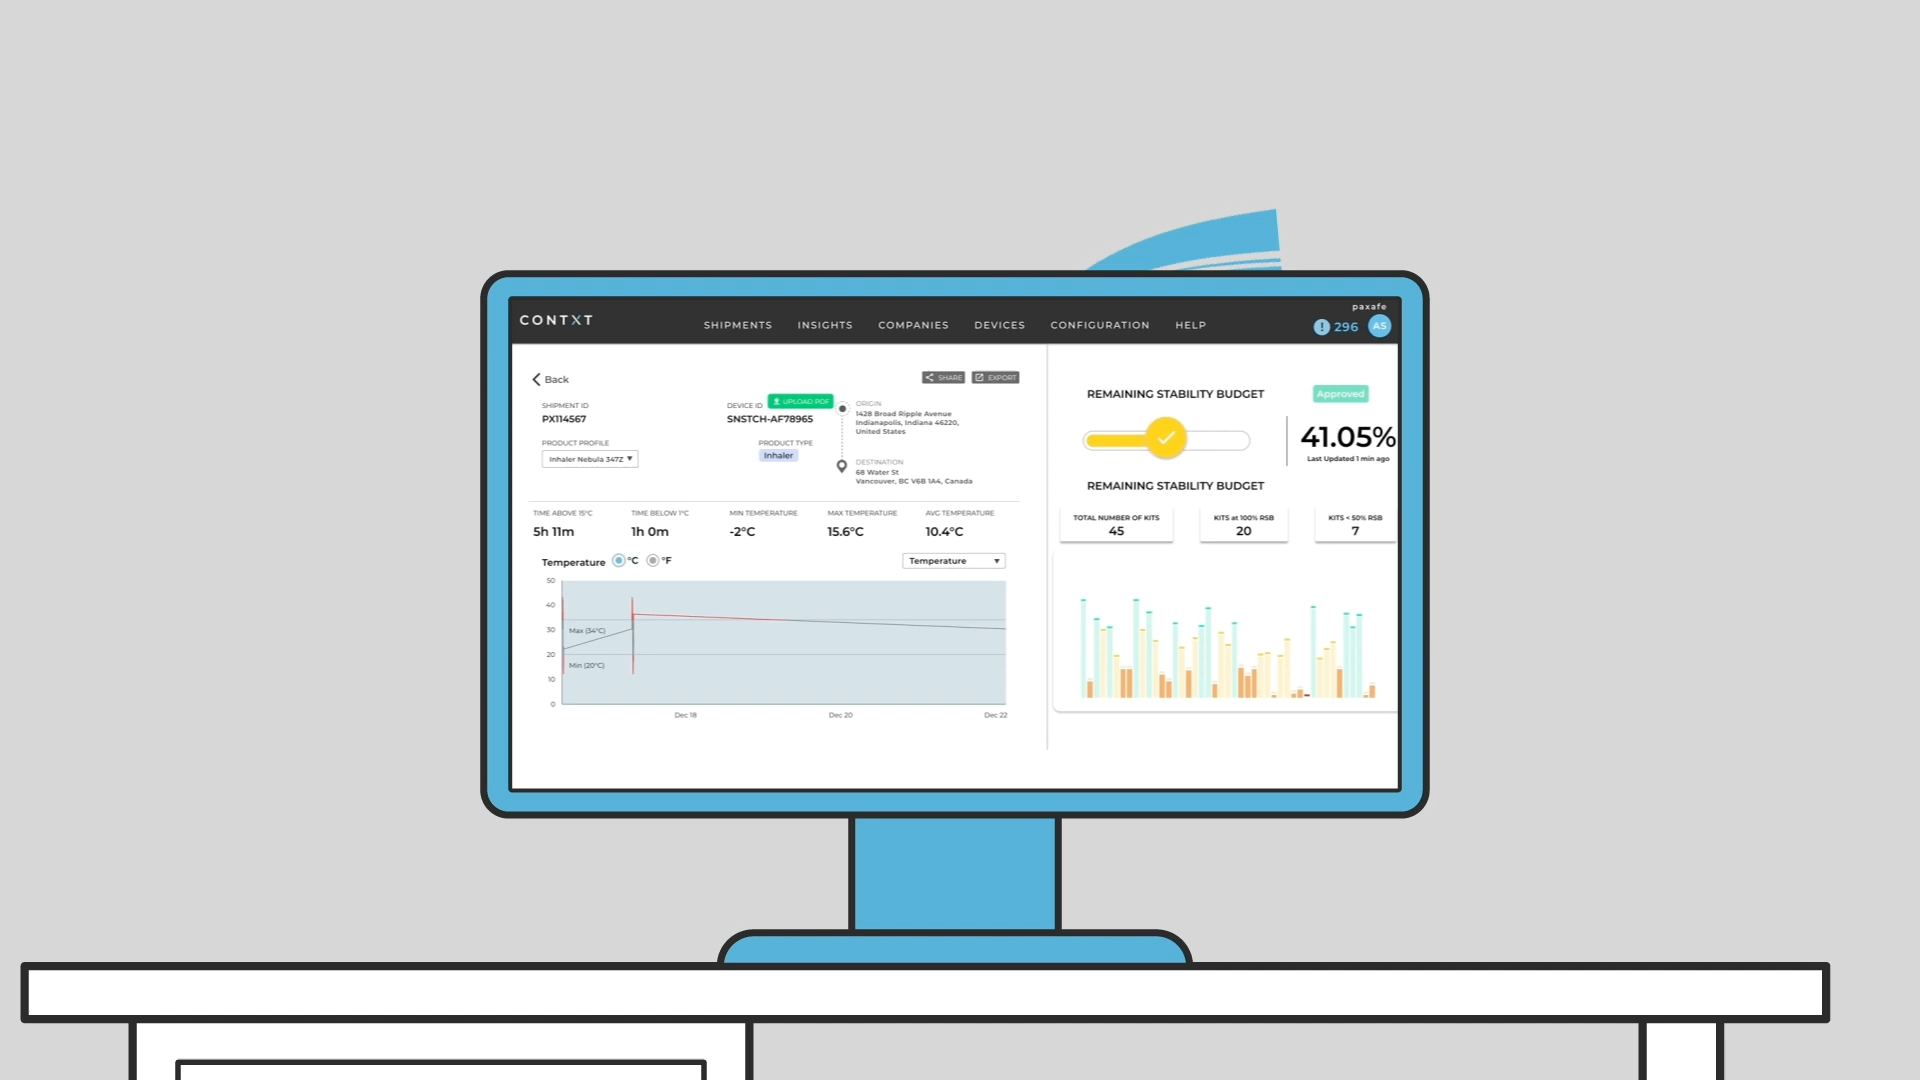 CONTXT
SHIPMENTS INSIGHTS COMPANIES DEVICES CONFIGURATION HELP
paxafe
! 296 AS
Back
SHARE EXPORT
SHIPMENT ID
PX114567
DEVICE ID
UPLOAD PDF
SNSTCH-AF78965
PRODUCT PROFILE
Inhaler Nebula 347Z
PRODUCT TYPE
Inhaler
ORIGIN
1428 Broad Ripple Avenue
Indianapolis, Indiana 46220,
United States
DESTINATION
68 Water St
Vancouver, BC V6B 1A4, Canada
TIME ABOVE 15°C
5h 11m
TIME BELOW 1°C
1h 0m
MIN TEMPERATURE
-2°C
MAX TEMPERATURE
15.6°C
AVG TEMPERATURE
10.4°C
Temperature °C °F
Temperature
50
40
30
20
10
0
Max (34°C)
Min (20°C)
Dec 18 Dec 20 Dec 22
REMAINING STABILITY BUDGET
Approved
41.05%
Last Updated 1 min ago
REMAINING STABILITY BUDGET
TOTAL NUMBER OF KITS
45
KITS at 100% RSB
20
KITS < 50% RSB
7